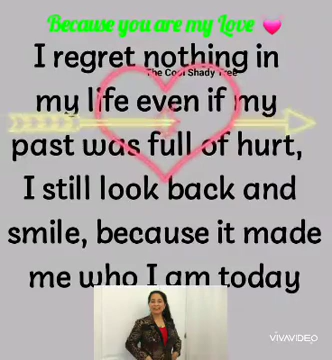 Because you are my Love
I regret nothing in
The Cool Shady Tree
my life even if my
past was full of hurt,
I still look back and
smile, because it made
me who I am today
VIVAVIDEO